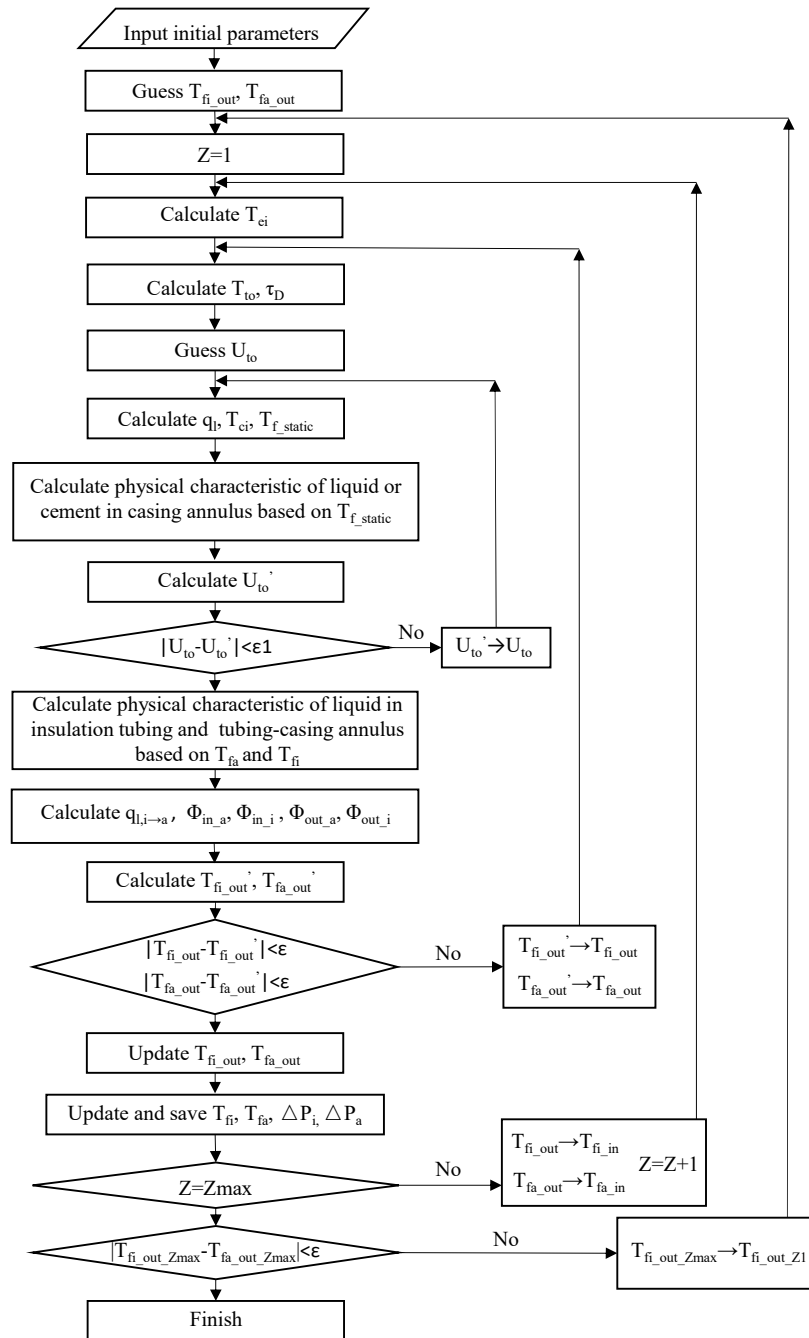 Input initial parameters
Guess T_fi_out, T_fa_out
Z=1
Calculate T_ei
Calculate T_to, τ_D
Guess U_to
Calculate q_l, T_ci, T_f_static
Calculate physical characteristic of liquid or
cement in casing annulus based on T_f_static
Calculate U_to’
|U_to-U_to’|<ε1
No
U_to’→U_to
Calculate physical characteristic of liquid in
insulation tubing and tubing-casing annulus
based on T_fa and T_fi
Calculate q_l,i→a, Φ_in_a, Φ_in_i, Φ_out_a, Φ_out_i
Calculate T_fi_out’, T_fa_out’
|T_fi_out-T_fi_out’|<ε
|T_fa_out-T_fa_out’|<ε
No
T_fi_out’→T_fi_out
T_fa_out’→T_fa_out
Update T_fi_out, T_fa_out
Update and save T_fi, T_fa, △P_i, △P_a
Z=Zmax
No
T_fi_out→T_fi_in
T_fa_out→T_fa_in
Z=Z+1
|T_fi_out_Zmax-T_fa_out_Zmax|<ε
No
T_fi_out_Zmax→T_fi_out_Z1
Finish